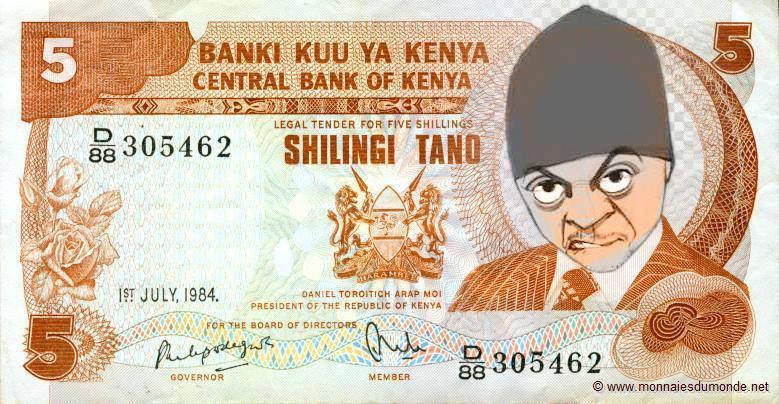 5
BANKI KUU YA KENYA
CENTRAL BANK OF KENYA
5
LEGAL TENDER FOR FIVE SHILLINGS
D/88 305462
SHILINGI TANO
HARAMBEE
1ST JULY, 1984.
DANIEL TOROITICH ARAP MOI
PRESIDENT OF THE REPUBLIC OF KENYA
FOR THE BOARD OF DIRECTORS
5
GOVERNOR
MEMBER
D/88 305462
© www.monnaiesdumonde.net